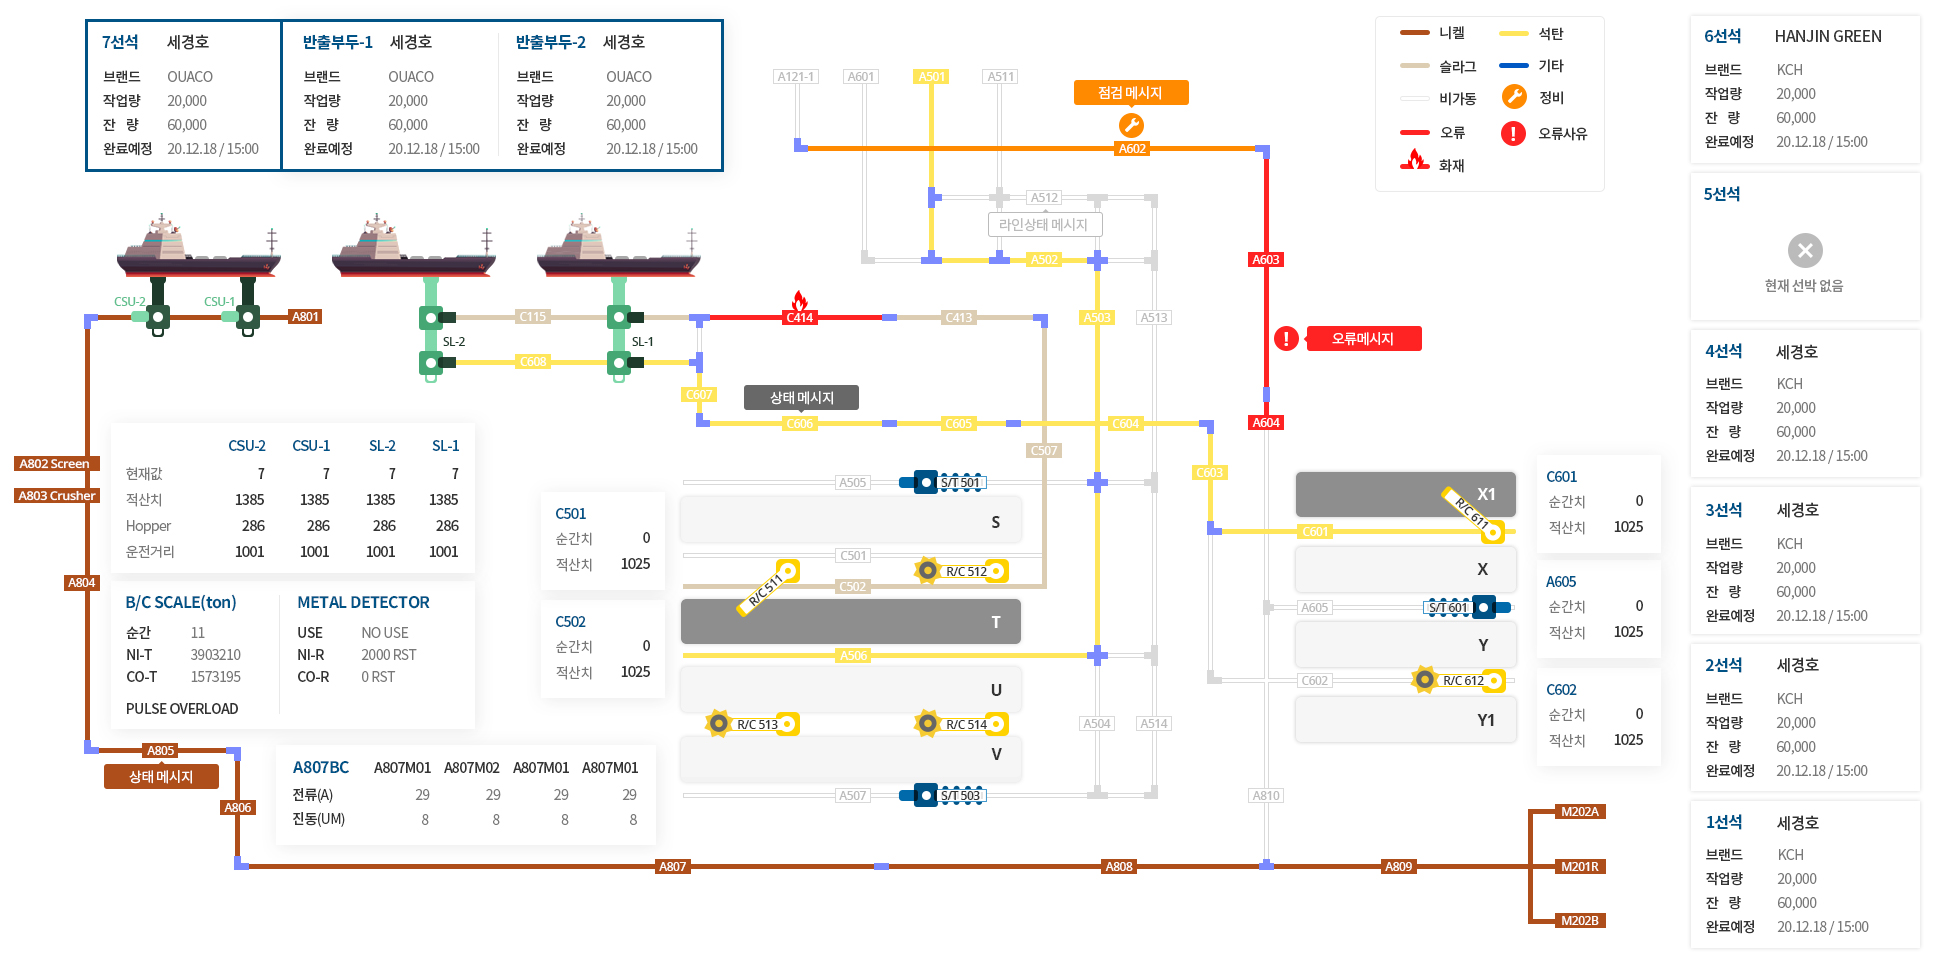 7선석 세경호
브랜드 OUACO
작업량 20,000
잔 량 60,000
완료예정 20.12.18 / 15:00
반출부두-1 세경호
브랜드 OUACO
작업량 20,000
잔 량 60,000
완료예정 20.12.18 / 15:00
반출부두-2 세경호
브랜드 OUACO
작업량 20,000
잔 량 60,000
완료예정 20.12.18 / 15:00
A121-1 A601 A501 A511
점검 메시지
A602
A512
라인상태 메시지
A502
A603
니켈 석탄
슬라그 기타
비가동 정비
오류 오류사유
화재
CSU-2 CSU-1
A801
C115
C414
C413
A503
A513
SL-2 SL-1
C608
오류메시지
C607
상태 메시지
C606
C605
C604
A604
C507
C603
CSU-2 CSU-1 SL-2 SL-1
현재값 7 7 7 7
적산치 1385 1385 1385 1385
Hopper 286 286 286 286
운전거리 1001 1001 1001 1001
A802 Screen
A803 Crusher
A804
B/C SCALE(ton)
순간 11
NI-T 3903210
CO-T 1573195
PULSE OVERLOAD
METAL DETECTOR
USE NO USE
NI-R 2000 RST
CO-R 0 RST
A805
상태 메시지
A806
A807BC A807M01 A807M02 A807M01 A807M01
전류(A) 29 29 29 29
진동(UM) 8 8 8 8
C501
순간치 0
적산치 1025
C502
순간치 0
적산치 1025
A505
S/T 501
S
C501
R/C 511
R/C 512
C502
T
A506
U
R/C 513
R/C 514
V
A507
S/T 503
A504
A514
X1
R/C 611
C601
X
A605
S/T 601
Y
C602
R/C 612
Y1
A810
C601
순간치 0
적산치 1025
A605
순간치 0
적산치 1025
C602
순간치 0
적산치 1025
A807
A808
A809
M202A
M201R
M202B
6선석 HANJIN GREEN
브랜드 KCH
작업량 20,000
잔 량 60,000
완료예정 20.12.18 / 15:00
5선석
현재 선박 없음
4선석 세경호
브랜드 KCH
작업량 20,000
잔 량 60,000
완료예정 20.12.18 / 15:00
3선석 세경호
브랜드 KCH
작업량 20,000
잔 량 60,000
완료예정 20.12.18 / 15:00
2선석 세경호
브랜드 KCH
작업량 20,000
잔 량 60,000
완료예정 20.12.18 / 15:00
1선석 세경호
브랜드 KCH
작업량 20,000
잔 량 60,000
완료예정 20.12.18 / 15:00